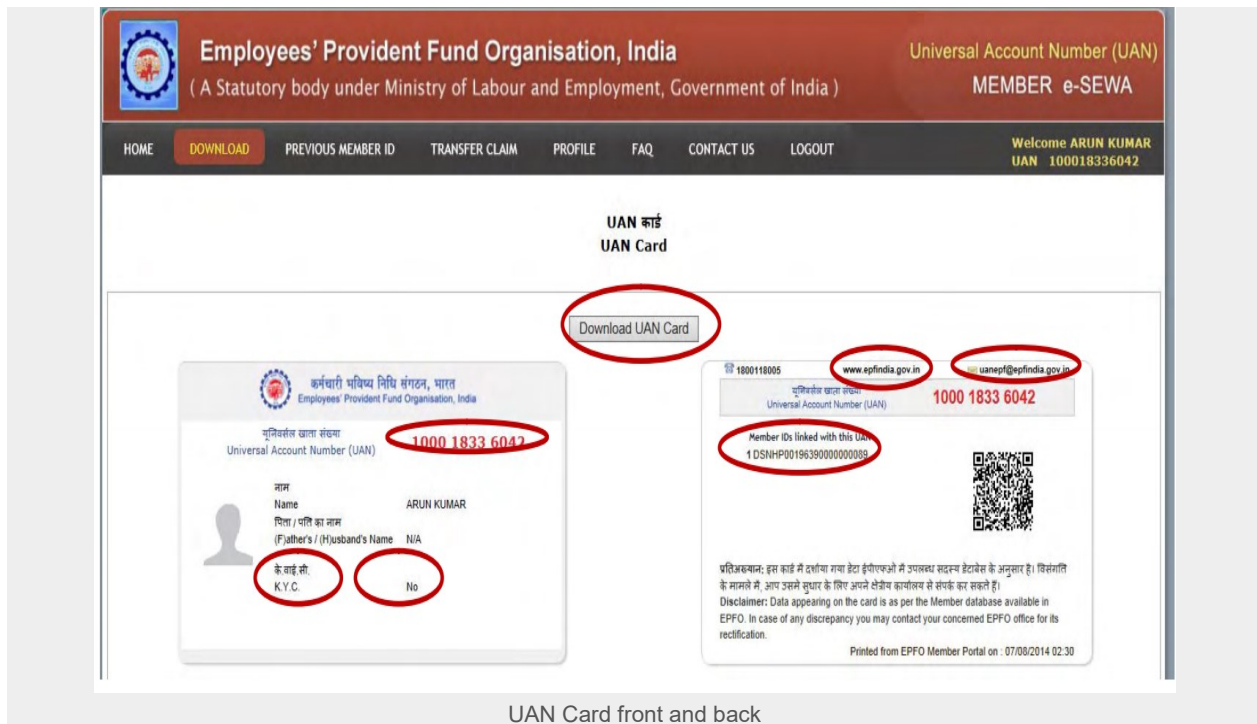 Employees' Provident Fund Organisation, India
( A Statutory body under Ministry of Labour and Employment, Government of India )
Universal Account Number (UAN)
MEMBER e-SEWA
HOME DOWNLOAD PREVIOUS MEMBER ID TRANSFER CLAIM PROFILE FAQ CONTACT US LOGOUT
Welcome ARUN KUMAR
UAN 100018336042
UAN कार्ड
UAN Card
Download UAN Card
कर्मचारी भविष्य निधि संगठन, भारत
Employees' Provident Fund Organisation, India
यूनिवर्सल खाता संख्या
Universal Account Number (UAN)
1000 1833 6042
नाम
Name ARUN KUMAR
पिता / पति का नाम
(F)ather's / (H)usband's Name N/A
के.वाई.सी.
K.Y.C. No
1800118005 www.epfindia.gov.in uanepf@epfindia.gov.in
यूनिवर्सल खाता संख्या
Universal Account Number (UAN)
1000 1833 6042
Member IDs linked with this UAN
1 DSNHP00196390000000089
प्रतिअख्यान: इस कार्ड में दर्शाया गया डेटा ईपीएफओ में उपलब्ध सदस्य डेटाबेस के अनुसार है। विसंगति
के मामले में, आप उसमे सुधार के लिए अपने क्षेत्रीय कार्यालय से संपर्क कर सकते हैं।
Disclaimer: Data appearing on the card is as per the Member database available in
EPFO. In case of any discrepancy you may contact your concerned EPFO office for its
rectification.
Printed from EPFO Member Portal on : 07/08/2014 02:30
UAN Card front and back